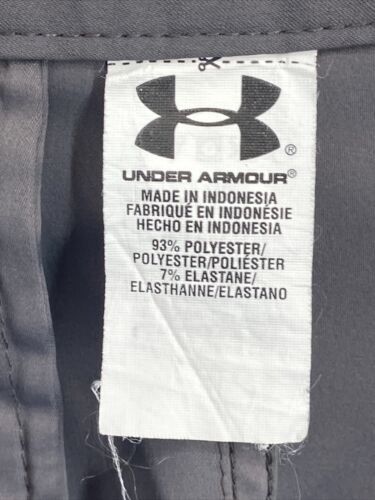 UNDER ARMOUR®
MADE IN INDONESIA
FABRIQUÉ EN INDONÉSIE
HECHO EN INDONESIA
93% POLYESTER/
POLYESTER/POLIÉSTER
7% ELASTANE/
ELASTHANNE/ELASTANO